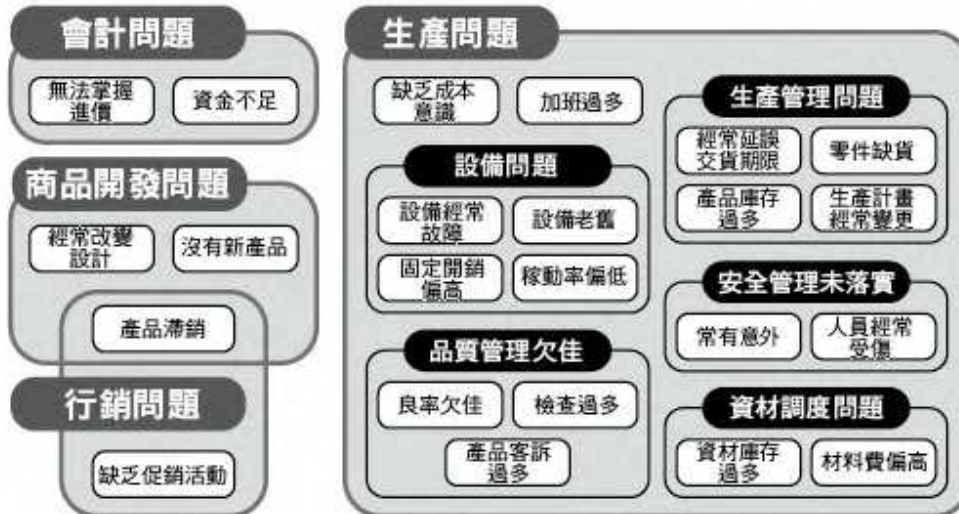 會計問題
無法掌握
進價
資金不足
商品開發問題
經常改變
設計
沒有新產品
產品滯銷
行銷問題
缺乏促銷活動
生產問題
缺乏成本
意識
加班過多
設備問題
設備經常
故障
設備老舊
固定開銷
偏高
稼動率偏低
品質管理欠佳
良率欠佳
檢查過多
產品客訴
過多
生產管理問題
經常延誤
交貨期限
零件缺貨
產品庫存
過多
生產計畫
經常變更
安全管理未落實
常有意外
人員經常
受傷
資材調度問題
資材庫存
過多
材料費偏高